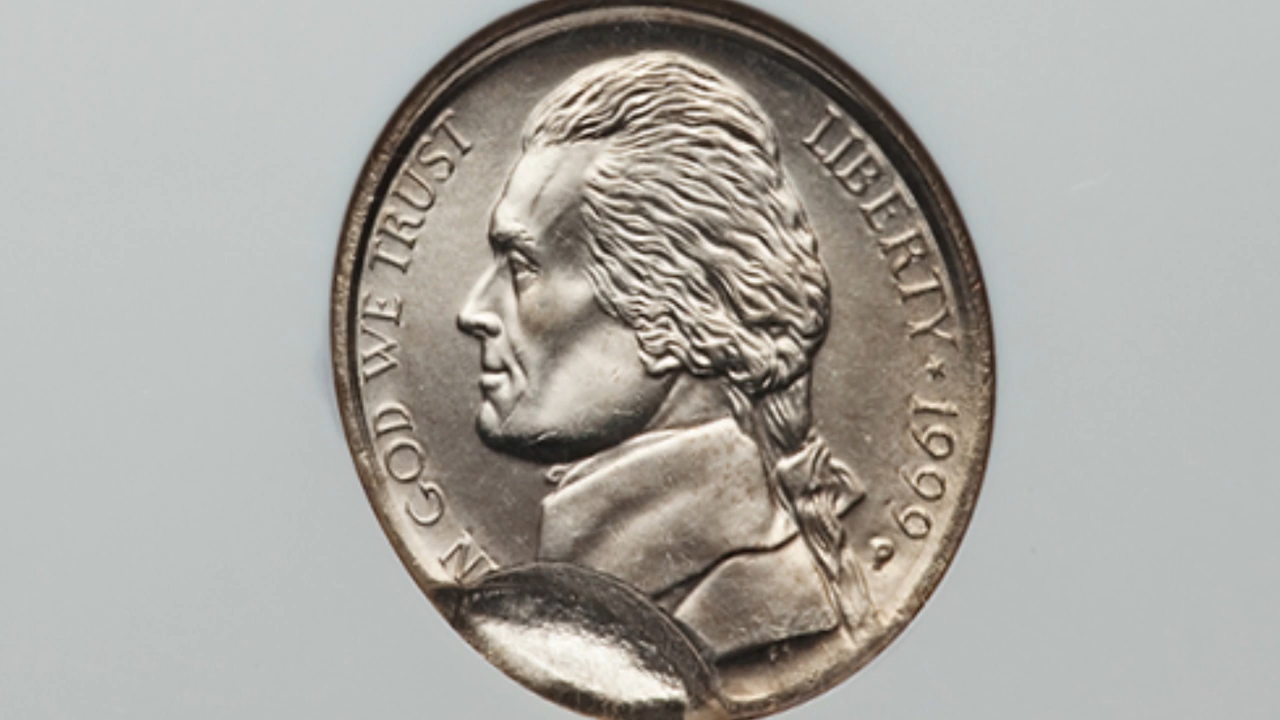 IN GOD WE TRUST
LIBERTY ★ 1999
P